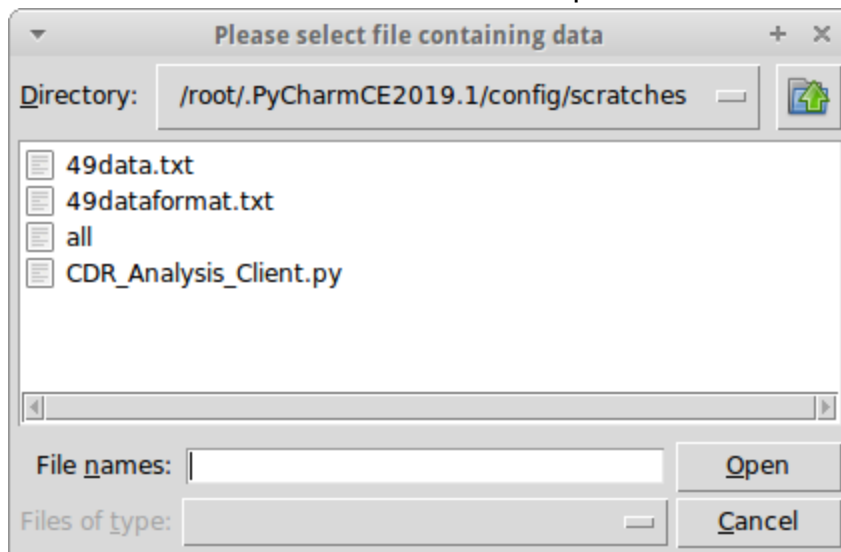 Please select file containing data
Directory: /root/.PyCharmCE2019.1/config/scratches
49data.txt
49dataformat.txt
all
CDR_Analysis_Client.py
File names: Open
Files of type: Cancel